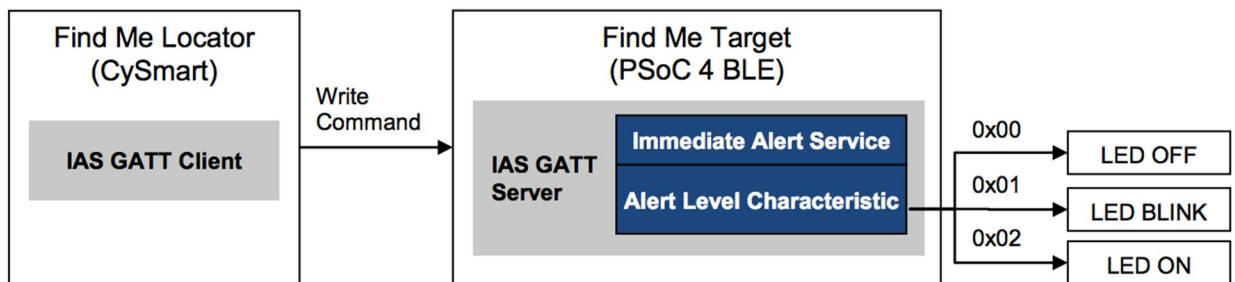 Find Me Locator
(CySmart)
IAS GATT Client
Write
Command
Find Me Target
(PSoC 4 BLE)
IAS GATT
Server
Immediate Alert Service
Alert Level Characteristic
0x00
LED OFF
0x01
LED BLINK
0x02
LED ON